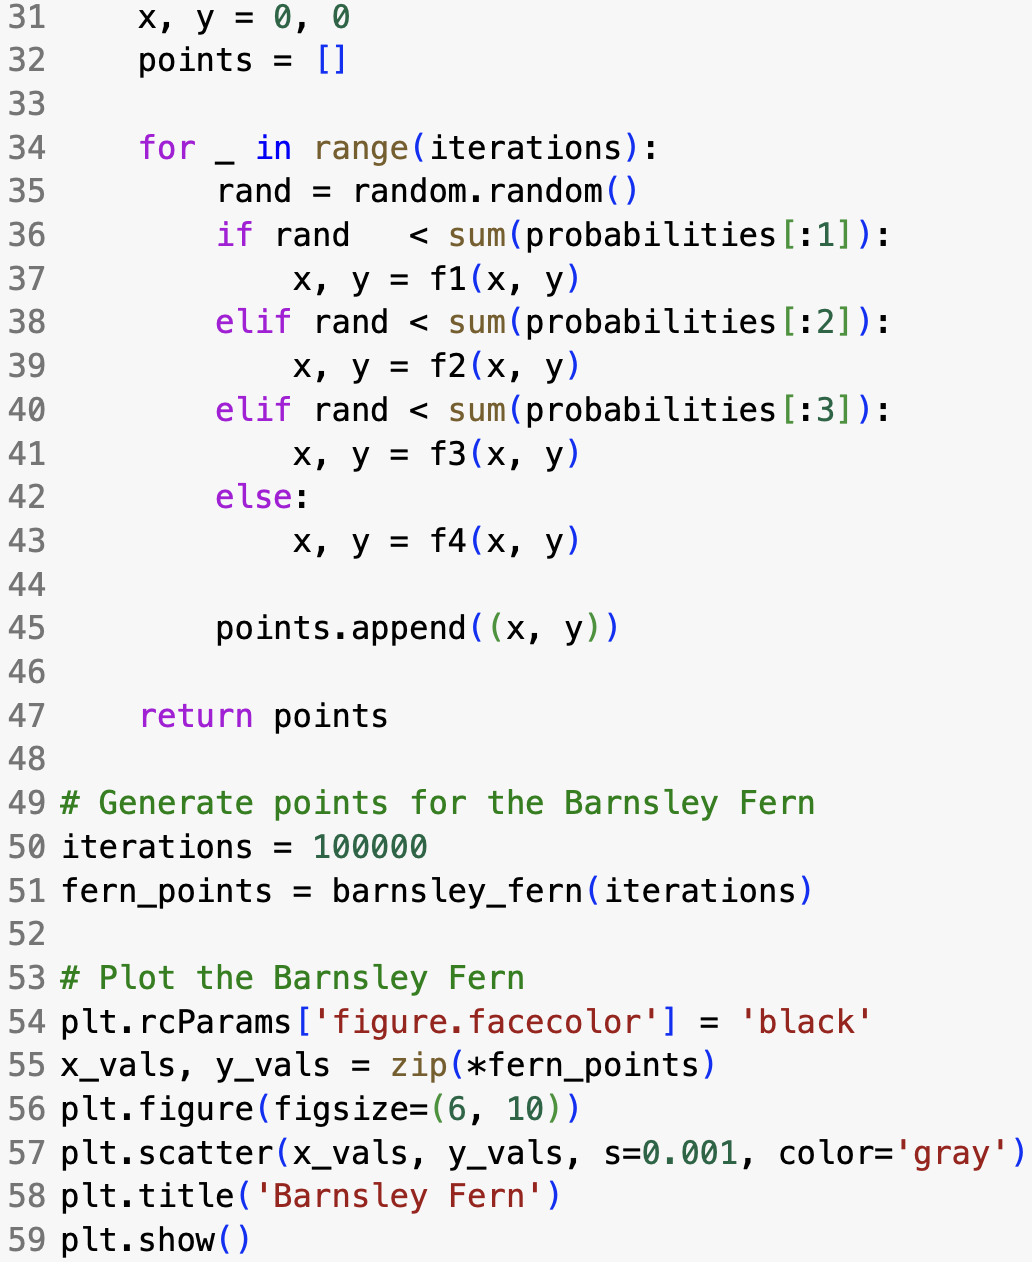 31     x, y = 0, 0
32     points = []
33
34     for _ in range(iterations):
35         rand = random.random()
36         if rand   < sum(probabilities[:1]):
37             x, y = f1(x, y)
38         elif rand < sum(probabilities[:2]):
39             x, y = f2(x, y)
40         elif rand < sum(probabilities[:3]):
41             x, y = f3(x, y)
42         else:
43             x, y = f4(x, y)
44
45         points.append((x, y))
46
47     return points
48
49 # Generate points for the Barnsley Fern
50 iterations = 100000
51 fern_points = barnsley_fern(iterations)
52
53 # Plot the Barnsley Fern
54 plt.rcParams['figure.facecolor'] = 'black'
55 x_vals, y_vals = zip(*fern_points)
56 plt.figure(figsize=(6, 10))
57 plt.scatter(x_vals, y_vals, s=0.001, color='gray')
58 plt.title('Barnsley Fern')
59 plt.show()